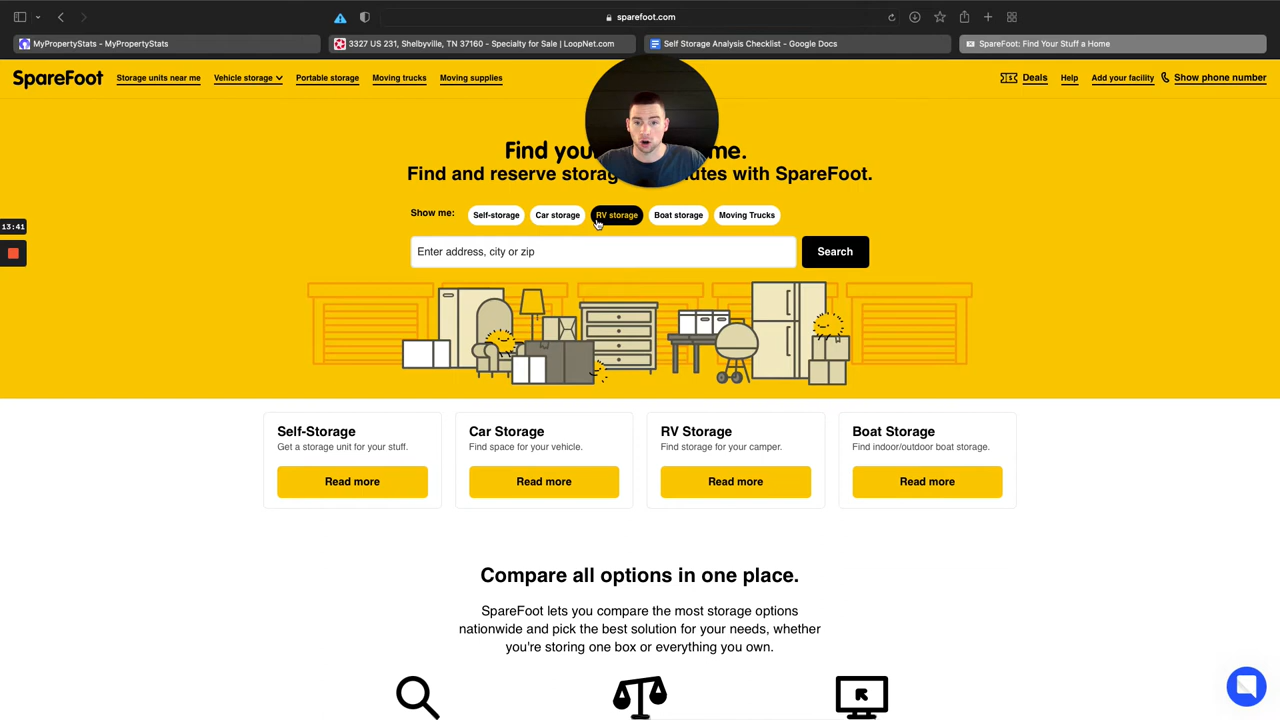 sparefoot.com
MyPropertyStats - MyPropertyStats
3327 US 231, Shelbyville, TN 37160 - Specialty for Sale | LoopNet.com
Self Storage Analysis Checklist - Google Docs
SpareFoot: Find Your Stuff a Home
SpareFoot
Storage units near me
Vehicle storage
Portable storage
Moving trucks
Moving supplies
Deals
Help
Add your facility
Show phone number
Find you me.
Find and reserve storag utes with SpareFoot.
Show me:
Self-storage
Car storage
RV storage
Boat storage
Moving Trucks
13:41
Enter address, city or zip
Search
Self-Storage
Get a storage unit for your stuff.
Read more
Car Storage
Find space for your vehicle.
Read more
RV Storage
Find storage for your camper.
Read more
Boat Storage
Find indoor/outdoor boat storage.
Read more
Compare all options in one place.
SpareFoot lets you compare the most storage options
nationwide and pick the best solution for your needs, whether
you're storing one box or everything you own.